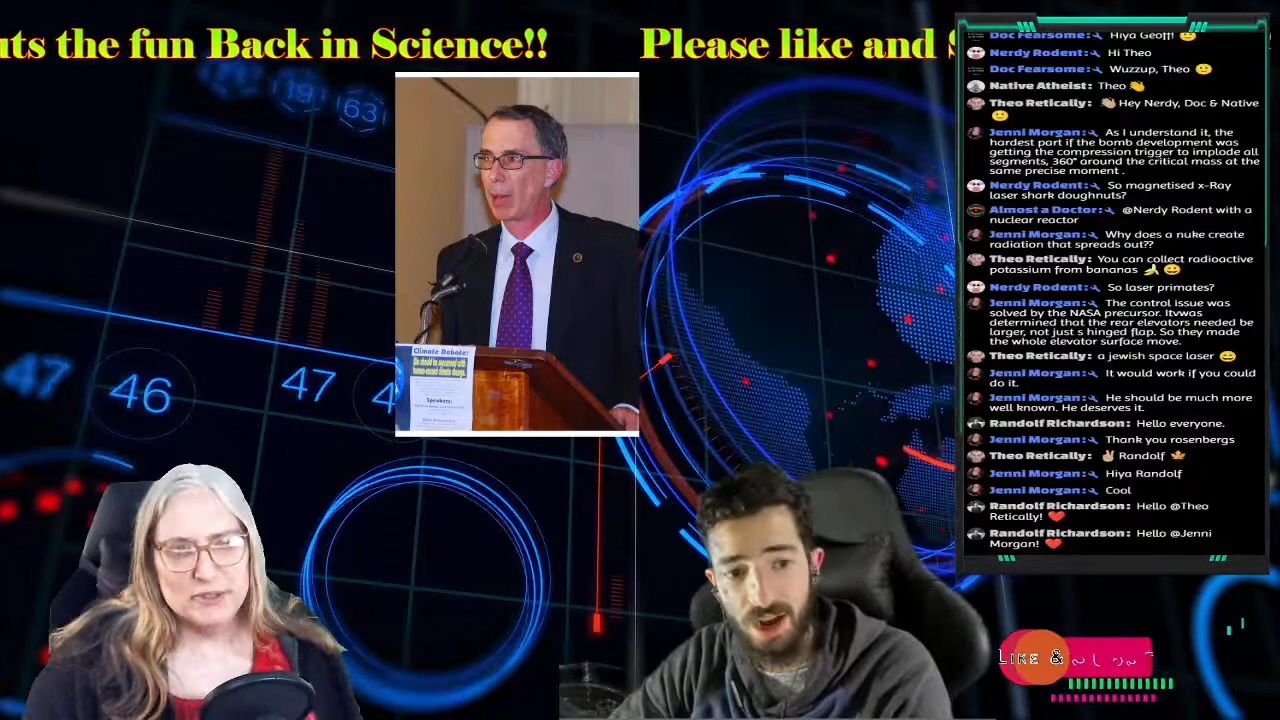 uts the fun Back in Science!!
Please like and S
19
63
47
46
47
4
Climate Debate:
human-caused climate change.
Speakers:
Doc Fearsome: Hiya Geoff! 🙂
Nerdy Rodent: Hi Theo
Doc Fearsome: Wuzzup, Theo 🙂
Native Atheist: Theo 👋
Theo Retically: 👋Hey Nerdy, Doc & Native
🙂
Jenni Morgan: As I understand it, the
hardest part if the bomb development was
getting the compression trigger to implode all
segments, 360° around the critical mass at the
same precise moment .
Nerdy Rodent: So magnetised x-Ray
laser shark doughnuts?
Almost a Doctor: @Nerdy Rodent with a
nuclear reactor
Jenni Morgan: Why does a nuke create
radiation that spreads out??
Theo Retically: You can collect radioactive
potassium from bananas 🍌😄
Nerdy Rodent: So laser primates?
Jenni Morgan: The control issue was
solved by the NASA precursor. Itvwas
determined that the rear elevators needed be
larger, not just s hinged flap. So they made
the whole elevator surface move.
Theo Retically: a jewish space laser 😄
Jenni Morgan: It would work if you could
do it.
Jenni Morgan: He should be much more
well known. He deserves it.
Randolf Richardson: Hello everyone.
Jenni Morgan: Thank you rosenbergs
Theo Retically: ✌Randolf 🍁
Jenni Morgan: Hiya Randolf
Jenni Morgan: Cool
Randolf Richardson: Hello @Theo
Retically! ❤
Randolf Richardson: Hello @Jenni
Morgan! ❤
LIKE &